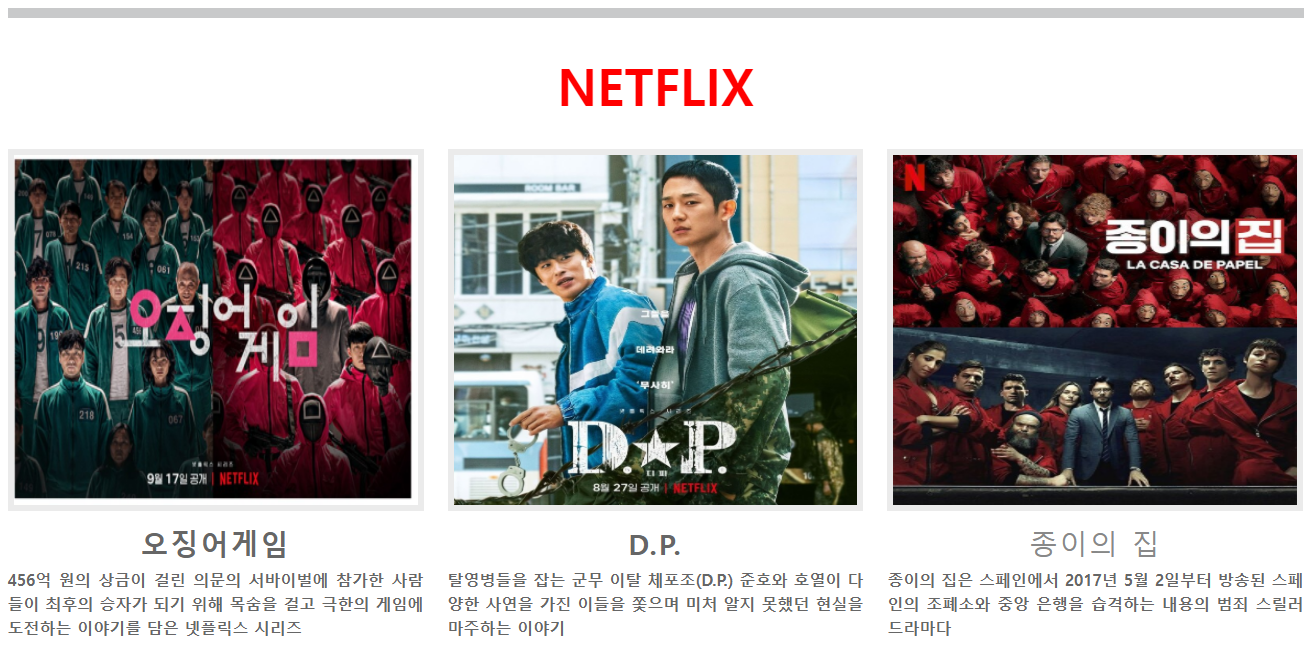 NETFLIX
ROOM BAR
079
154
215
061
5
218
067
오징어
게임
넷플릭스 시리즈
9월 17일 공개 | NETFLIX
그들을
데려와라
'무사히'
넷플릭스 시리즈
D.P.
디피
8월 27일 공개 | NETFLIX
N
종이의 집
LA CASA DE PAPEL
오징어게임
456억 원의 상금이 걸린 의문의 서바이벌에 참가한 사람
들이 최후의 승자가 되기 위해 목숨을 걸고 극한의 게임에
도전하는 이야기를 담은 넷플릭스 시리즈
D.P.
탈영병들을 잡는 군무 이탈 체포조(D.P.) 준호와 호열이 다
양한 사연을 가진 이들을 쫓으며 미처 알지 못했던 현실을
마주하는 이야기
종이의 집
종이의 집은 스페인에서 2017년 5월 2일부터 방송된 스페
인의 조폐소와 중앙 은행을 습격하는 내용의 범죄 스릴러
드라마다